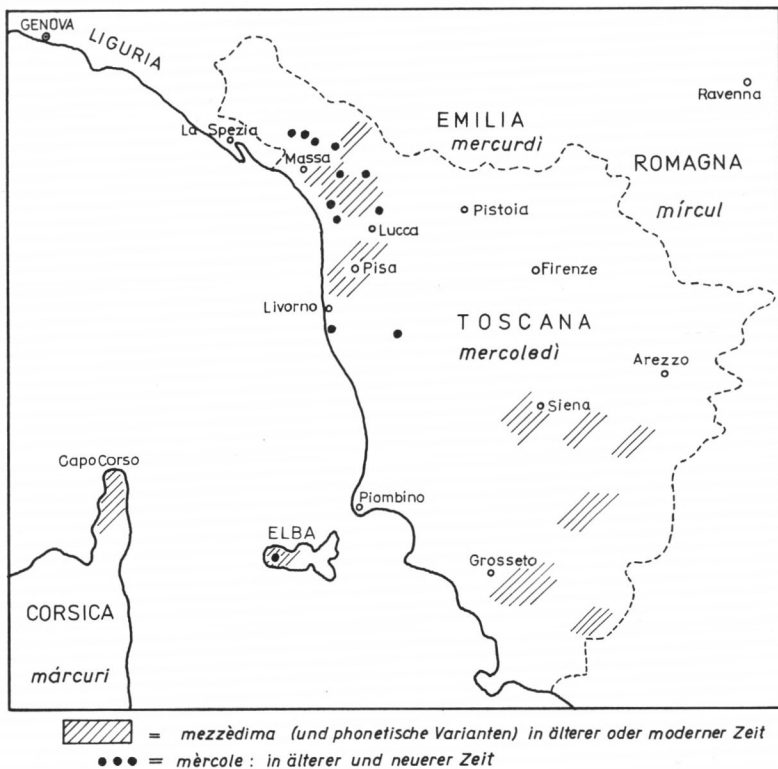 GENOVA
LIGURIA
Ravenna
EMILIA
La Spezia
mercurdì
Massa
ROMAGNA
Pistoia
mírcul
Lucca
Pisa
Firenze
Livorno
TOSCANA
mercoledì
Arezzo
Siena
CapoCorso
Piombino
ELBA
Grosseto
CORSICA
márcuri
= mezzèdima (und phonetische Varianten) in älterer oder moderner Zeit
= mèrcole : in älterer und neuerer Zeit